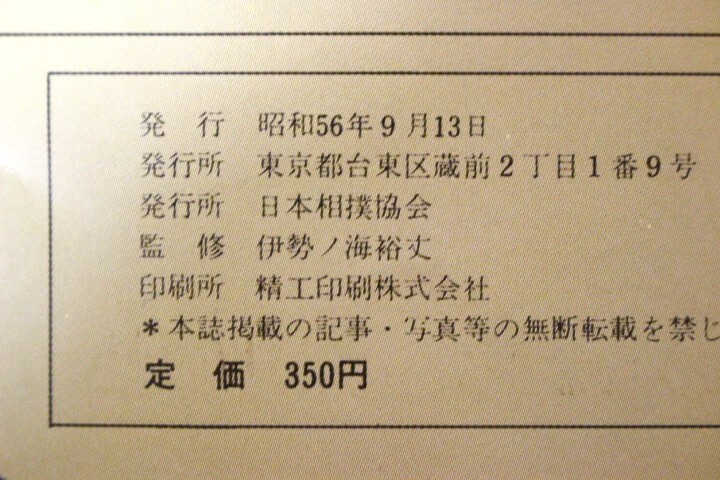 発　行　昭和56年9月13日
発行所　東京都台東区蔵前2丁目1番9号
発行所　日本相撲協会
監　修　伊勢ノ海裕丈
印刷所　精工印刷株式会社
*本誌掲載の記事・写真等の無断転載を禁じ
定　価　350円